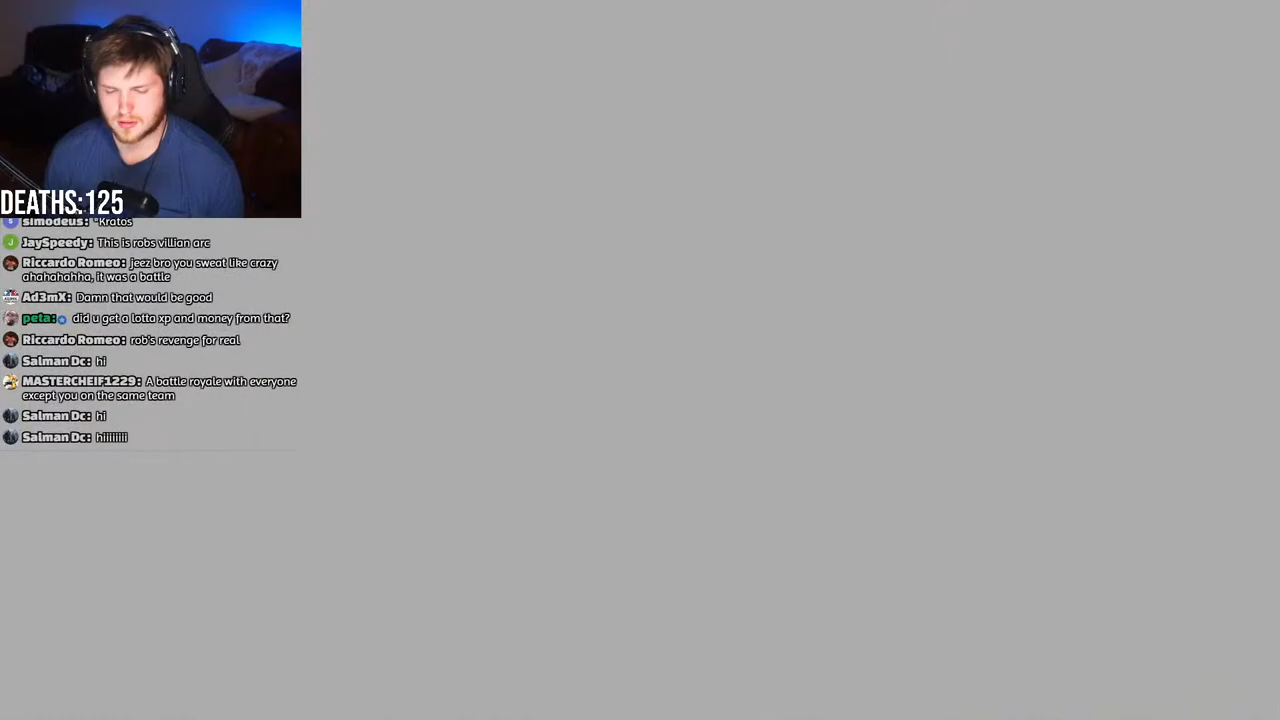 DEATHS:125
simodeus: *Kratos
JaySpeedy: This is robs villian arc
Riccardo Romeo: jeez bro you sweat like crazy
ahahahahha, it was a battle
Ad3mX: Damn that would be good
peta: did u get a lotta xp and money from that?
Riccardo Romeo: rob's revenge for real
Salman Dc: hi
MASTERCHEIF1229: A battle royale with everyone
except you on the same team
Salman Dc: hi
Salman Dc: hiiiiiiiii